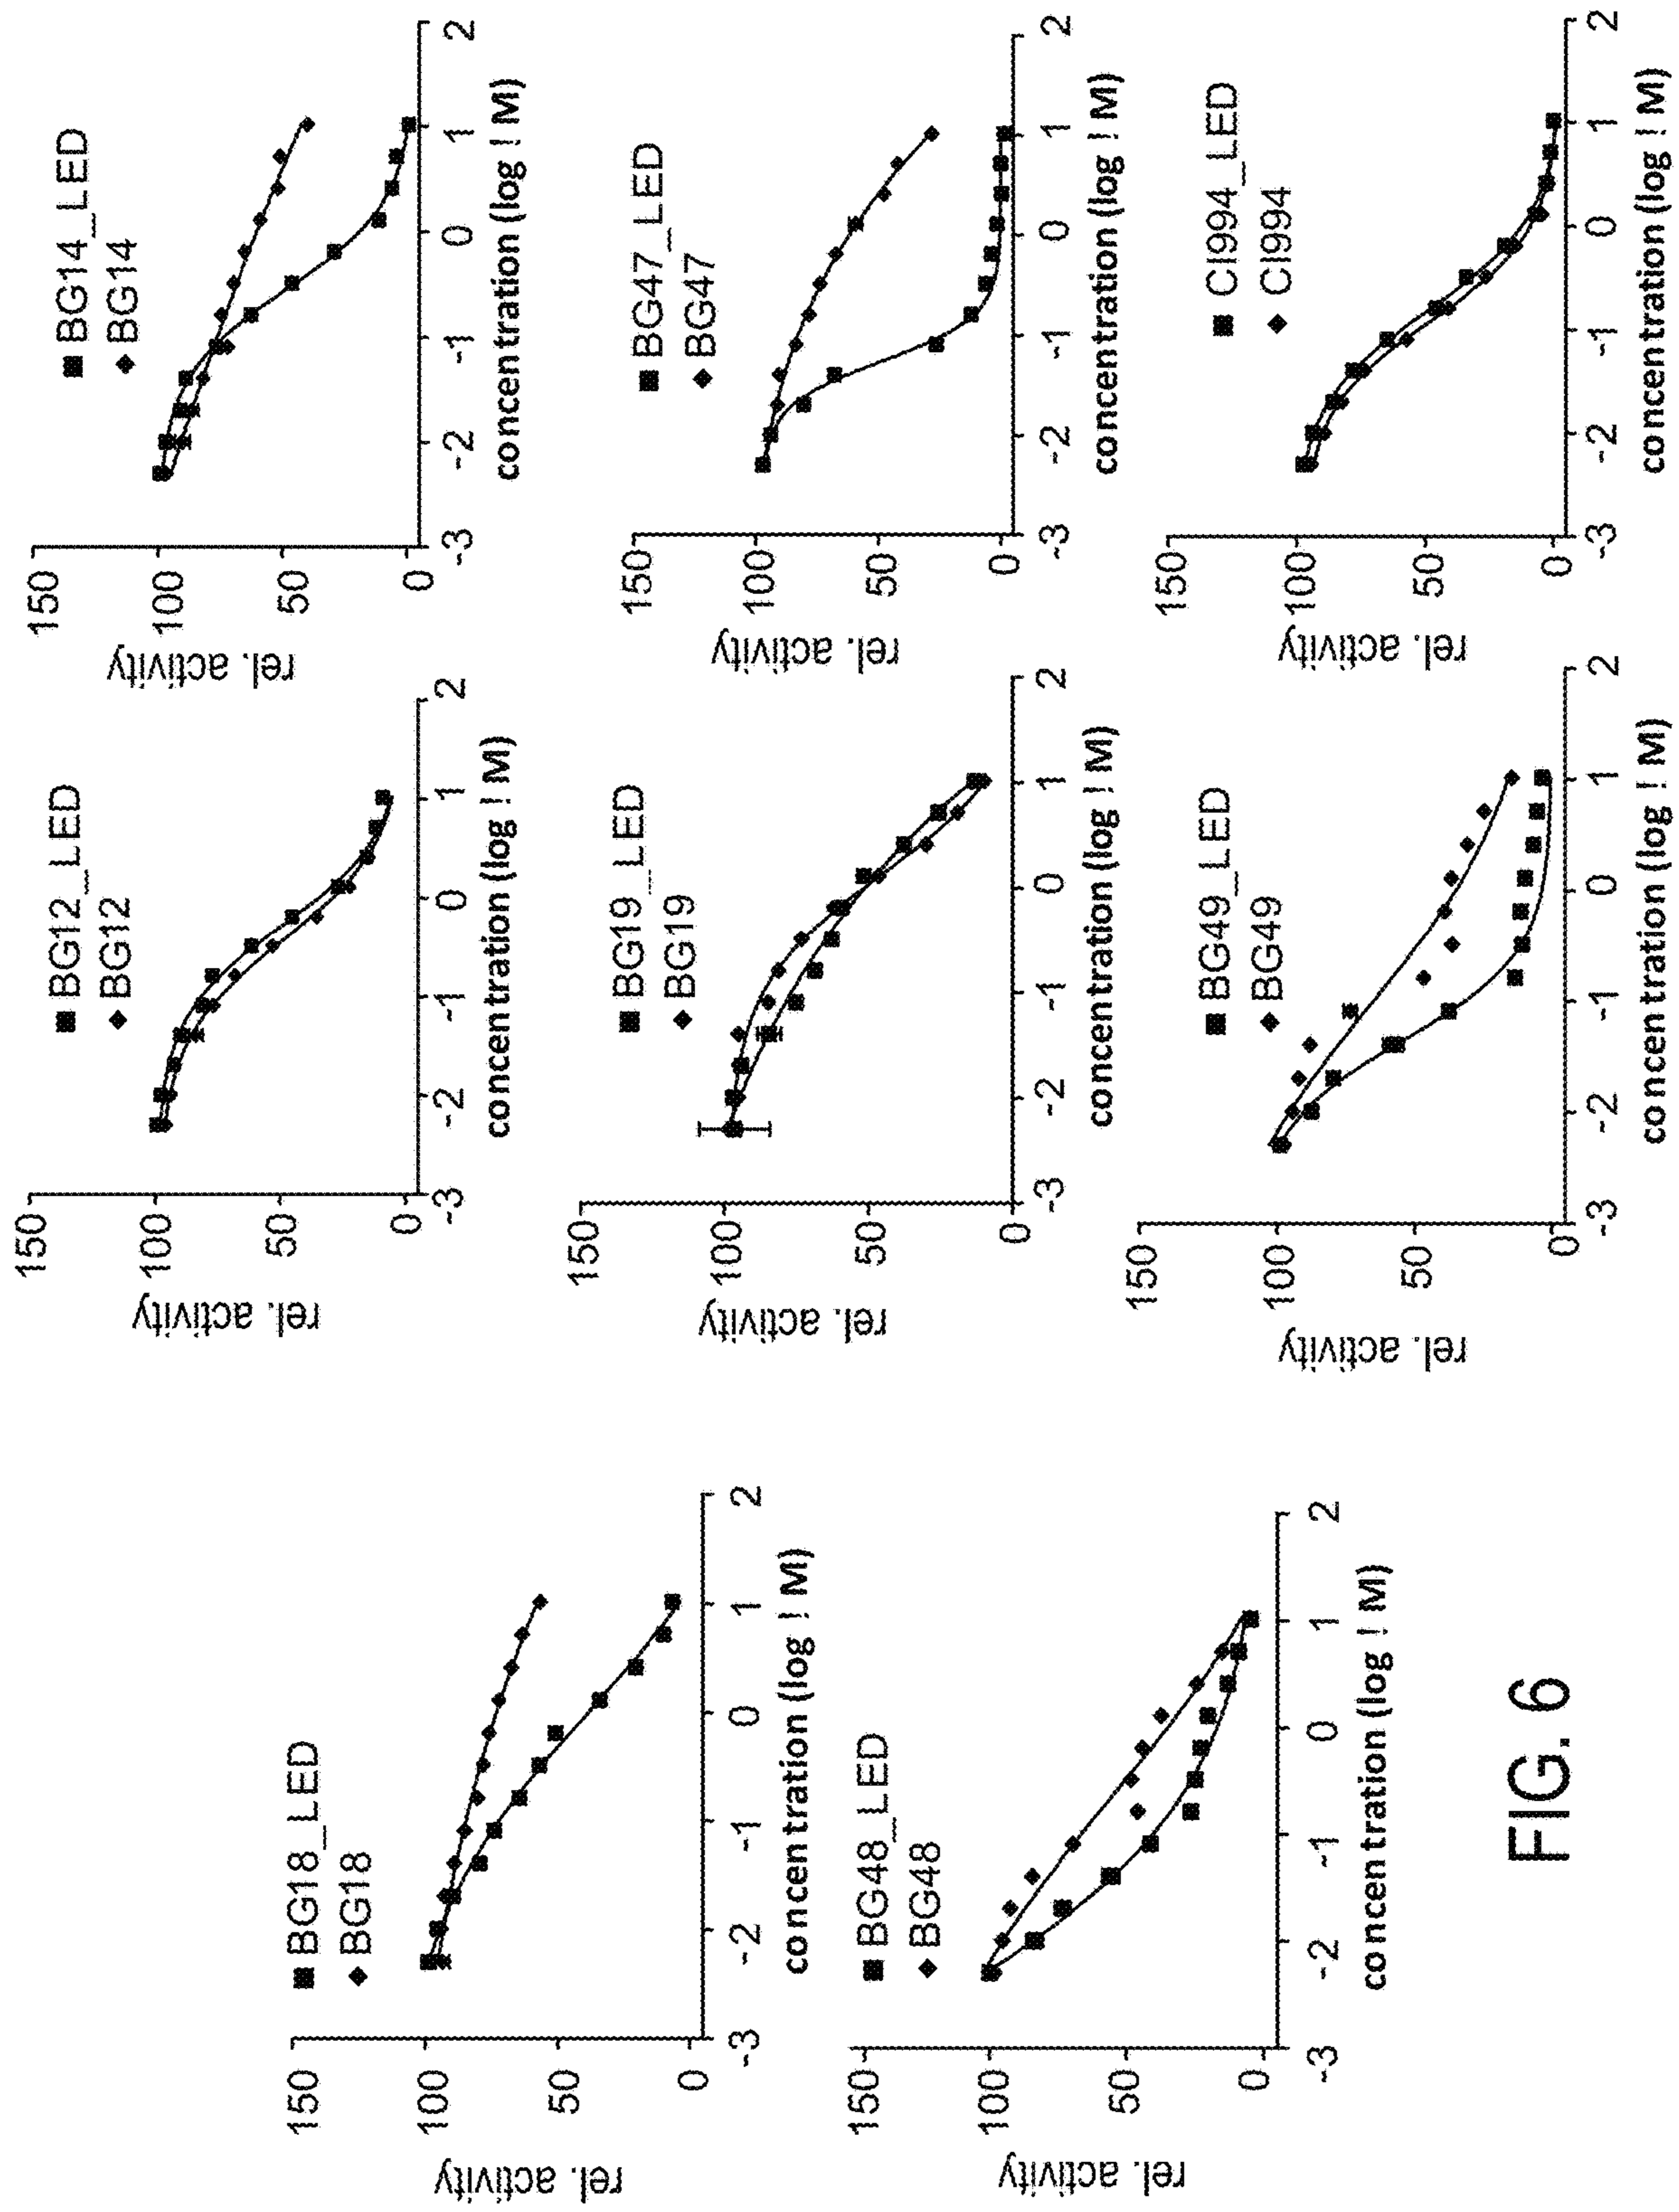 BG18_LED
BG18
rel. activity
150
100
50
0
-3 -2 -1 0 1 2
concentration (log ! M)
BG12_LED
BG12
rel. activity
150
100
50
0
-3 -2 -1 0 1 2
concentration (log ! M)
BG14_LED
BG14
rel. activity
150
100
50
0
-3 -2 -1 0 1 2
concentration (log ! M)
BG48_LED
BG48
rel. activity
150
100
50
0
-3 -2 -1 0 1 2
concentration (log ! M)
BG19_LED
BG19
rel. activity
150
100
50
0
-3 -2 -1 0 1 2
concentration (log ! M)
BG47_LED
BG47
rel. activity
150
100
50
0
-3 -2 -1 0 1 2
concentration (log ! M)
BG49_LED
BG49
rel. activity
150
100
50
0
-3 -2 -1 0 1 2
concentration (log ! M)
CI994_LED
CI994
rel. activity
150
100
50
0
-3 -2 -1 0 1 2
concentration (log ! M)
FIG. 6